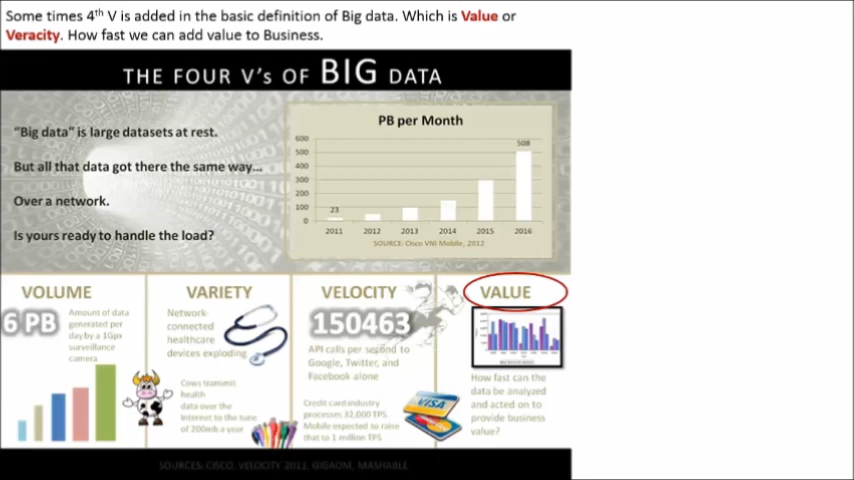 Some times 4th V is added in the basic definition of Big data. Which is Value or
Veracity. How fast we can add value to Business.
THE FOUR V's OF BIG DATA
"Big data" is large datasets at rest.
But all that data got there the same way...
Over a network.
Is yours ready to handle the load?
PB per Month
600
500
400
300
200
100
0
23
508
2011 2012 2013 2014 2015 2016
SOURCE: Cisco VNI Mobile, 2012
VOLUME
6 PB
Amount of data
generated per
day by a 1Gpx
surveillance
camera
VARIETY
Network-
connected
healthcare
devices exploding
Cows transmit
health
data over the
Internet to the tune
of 200mb a year
VELOCITY
150463
API calls per second to
Google, Twitter, and
Facebook alone
Credit card industry
processes 32,000 TPS.
Mobile expected to raise
that to 1 million TPS
VISA
VALUE
How fast can the
data be analyzed
and acted on to
provide business
value?
SOURCES: CISCO, VELOCITY 2011, GIGAOM, MASHABLE